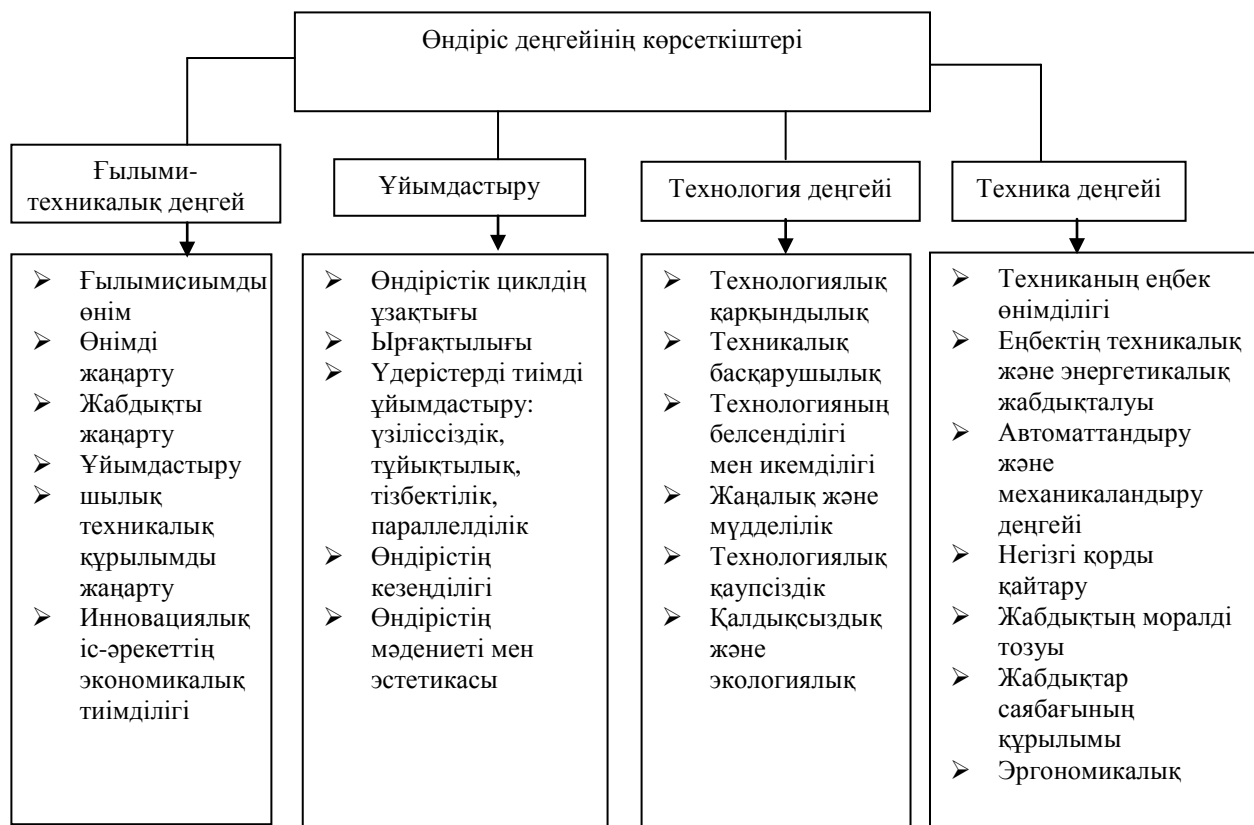 Өндіріс деңгейінің көрсеткіштері
Ғылыми-
техникалық деңгей
Ұйымдастыру
Технология деңгейі
Техника деңгейі
➢ Ғылымисиымды
өнім
➢ Өнімді
жаңарту
➢ Жабдықты
жаңарту
➢ Ұйымдастыру
➢ шылық
техникалық
құрылымды
жаңарту
➢ Инновациялық
іс-әрекеттің
экономикалық
тиімділігі
➢ Өндірістік циклдің
ұзақтығы
➢ Ырғақтылығы
➢ Үдерістерді тиімді
ұйымдастыру:
үзіліссіздік,
тұйықтылық,
тізбектілік,
параллелділік
➢ Өндірістің
кезеңділігі
➢ Өндірістің
мәдениеті мен
эстетикасы
➢ Технологиялық
қарқындылық
➢ Техникалық
басқарушылық
➢ Технологияның
белсенділігі
мен икемділігі
➢ Жаңалық және
мүдделілік
➢ Технологиялық
қаупсіздік
➢ Қалдықсыздық
және
экологиялық
➢ Техниканың еңбек
өнімділігі
➢ Еңбектің техникалық
және энергетикалық
жабдықталуы
➢ Автоматтандыру
және
механикаландыру
деңгейі
➢ Негізгі қорды
қайтару
➢ Жабдықтың моралді
тозуы
➢ Жабдықтар
саябағының
құрылымы
➢ Эргономикалық